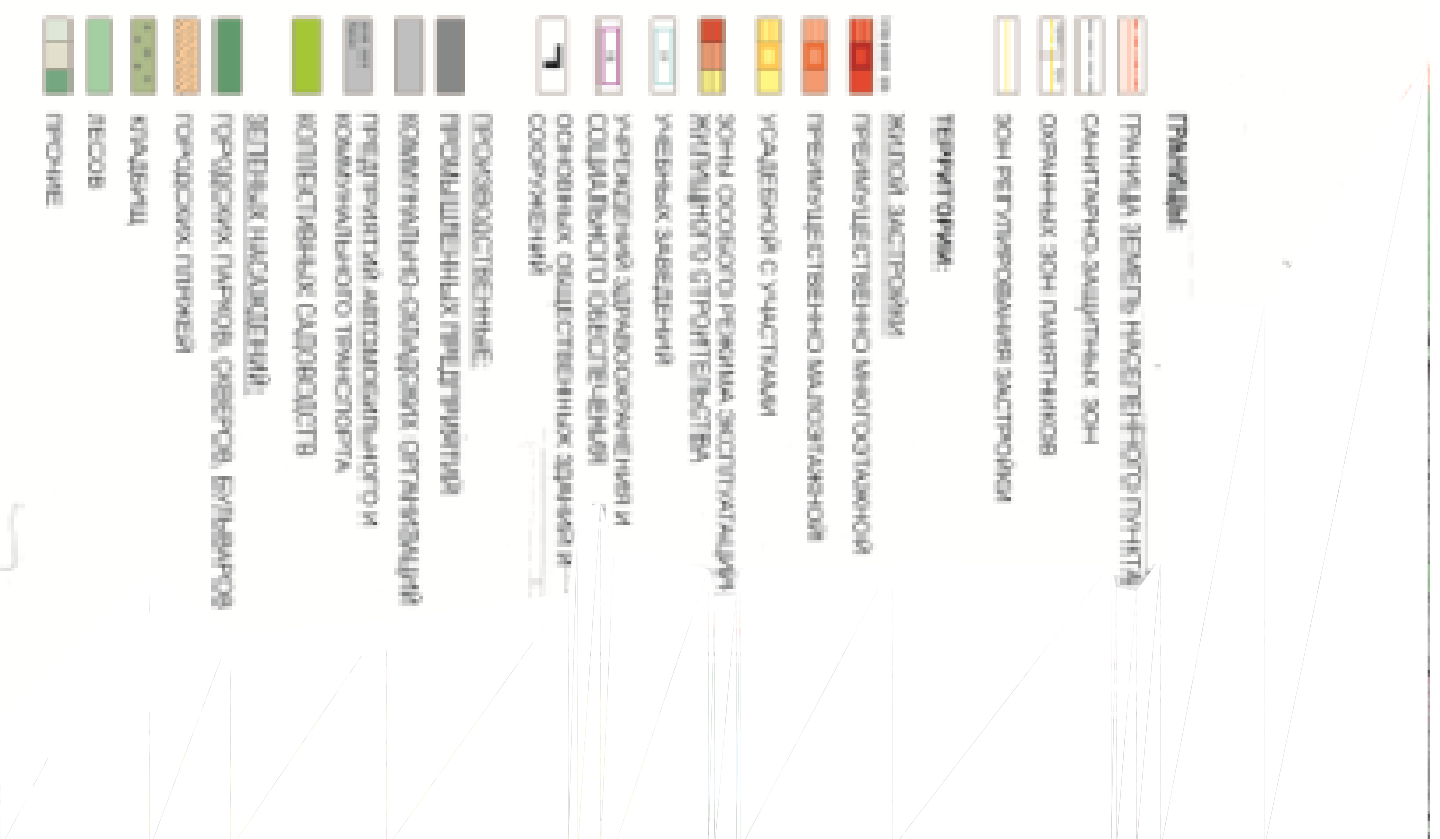 ГРАНИЦЫ:
ГРАНИЦА ЗЕМЕЛЬ НАСЕЛЕННОГО ПУНКТА
САНИТАРНО-ЗАЩИТНЫХ ЗОН
ОХРАННЫХ ЗОН ПАМЯТНИКОВ
ЗОН РЕГУЛИРОВАНИЯ ЗАСТРОЙКИ
ТЕРРИТОРИИ:
ЖИЛОЙ ЗАСТРОЙКИ
ПРЕИМУЩЕСТВЕННО МНОГОЭТАЖНОЙ
ПРЕИМУЩЕСТВЕННО МАЛОЭТАЖНОЙ
УСАДЕБНОЙ С УЧАСТКАМИ
ЗОНЫ ОСОБОГО РЕЖИМА ЭКСПЛУАТАЦИИ
ЖИЛИЩНОГО СТРОИТЕЛЬСТВА
УЧЕБНЫХ ЗАВЕДЕНИЙ
УЧРЕЖДЕНИЙ ЗДРАВООХРАНЕНИЯ И
СОЦИАЛЬНОГО ОБЕСПЕЧЕНИЯ
ОСНОВНЫХ ОБЩЕСТВЕННЫХ ЗДАНИЙ И
СООРУЖЕНИЙ
ПРОИЗВОДСТВЕННЫЕ:
ПРОМЫШЛЕННЫХ ПРЕДПРИЯТИЙ
КОММУНАЛЬНО-СКЛАДСКИХ ОРГАНИЗАЦИЙ
ПРЕДПРИЯТИЙ АВТОМОБИЛЬНОГО И
КОММУНАЛЬНОГО ТРАНСПОРТА
КОЛЛЕКТИВНЫХ САДОВОДСТВ
ЗЕЛЕНЫХ НАСАЖДЕНИЙ:
ГОРОДСКИХ ПАРКОВ, СКВЕРОВ, БУЛЬВАРОВ
ГОРОДСКИХ ПЛЯЖЕЙ
КЛАДБИЩ
ЛЕСОВ
ПРОЧИЕ